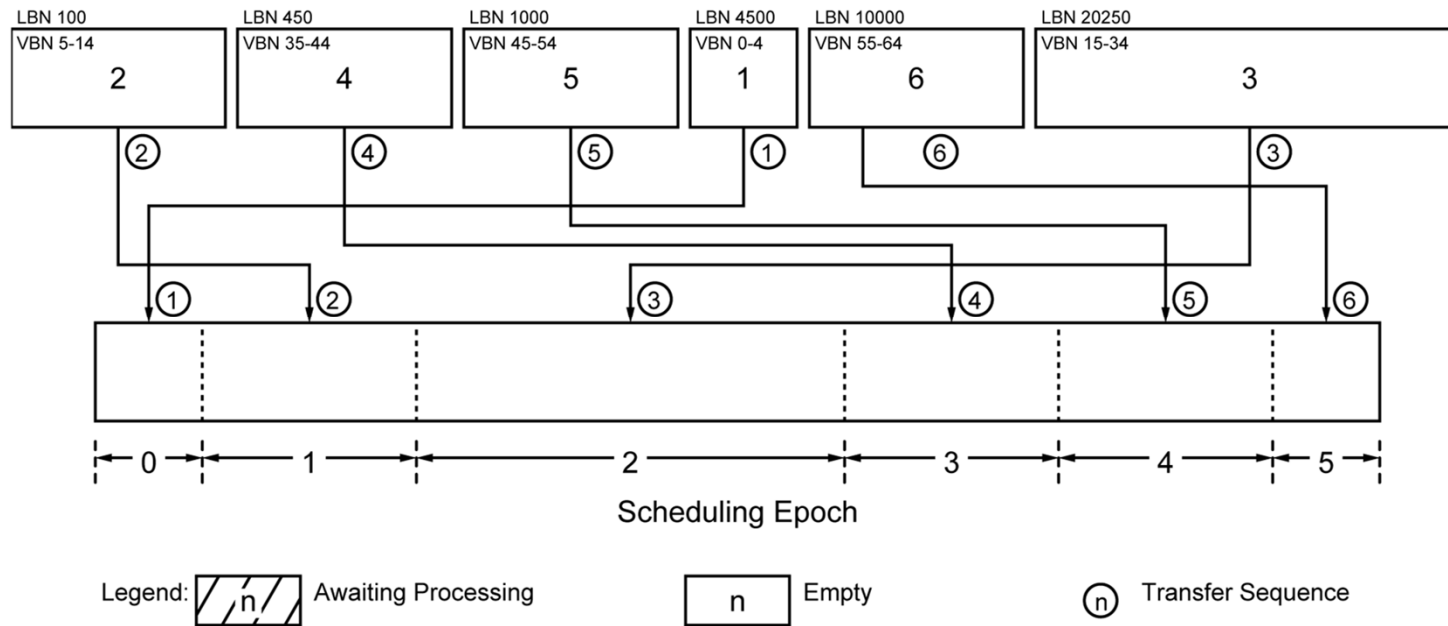 LBN 100 LBN 450 LBN 1000 LBN 4500 LBN 10000 LBN 20250
VBN 5-14 VBN 35-44 VBN 45-54 VBN 0-4 VBN 55-64 VBN 15-34
2 4 5 1 6 3
2 4 5 1 6 3
1 2 3 4 5 6
0 1 2 3 4 5
Scheduling Epoch
Legend: n Awaiting Processing n Empty n Transfer Sequence